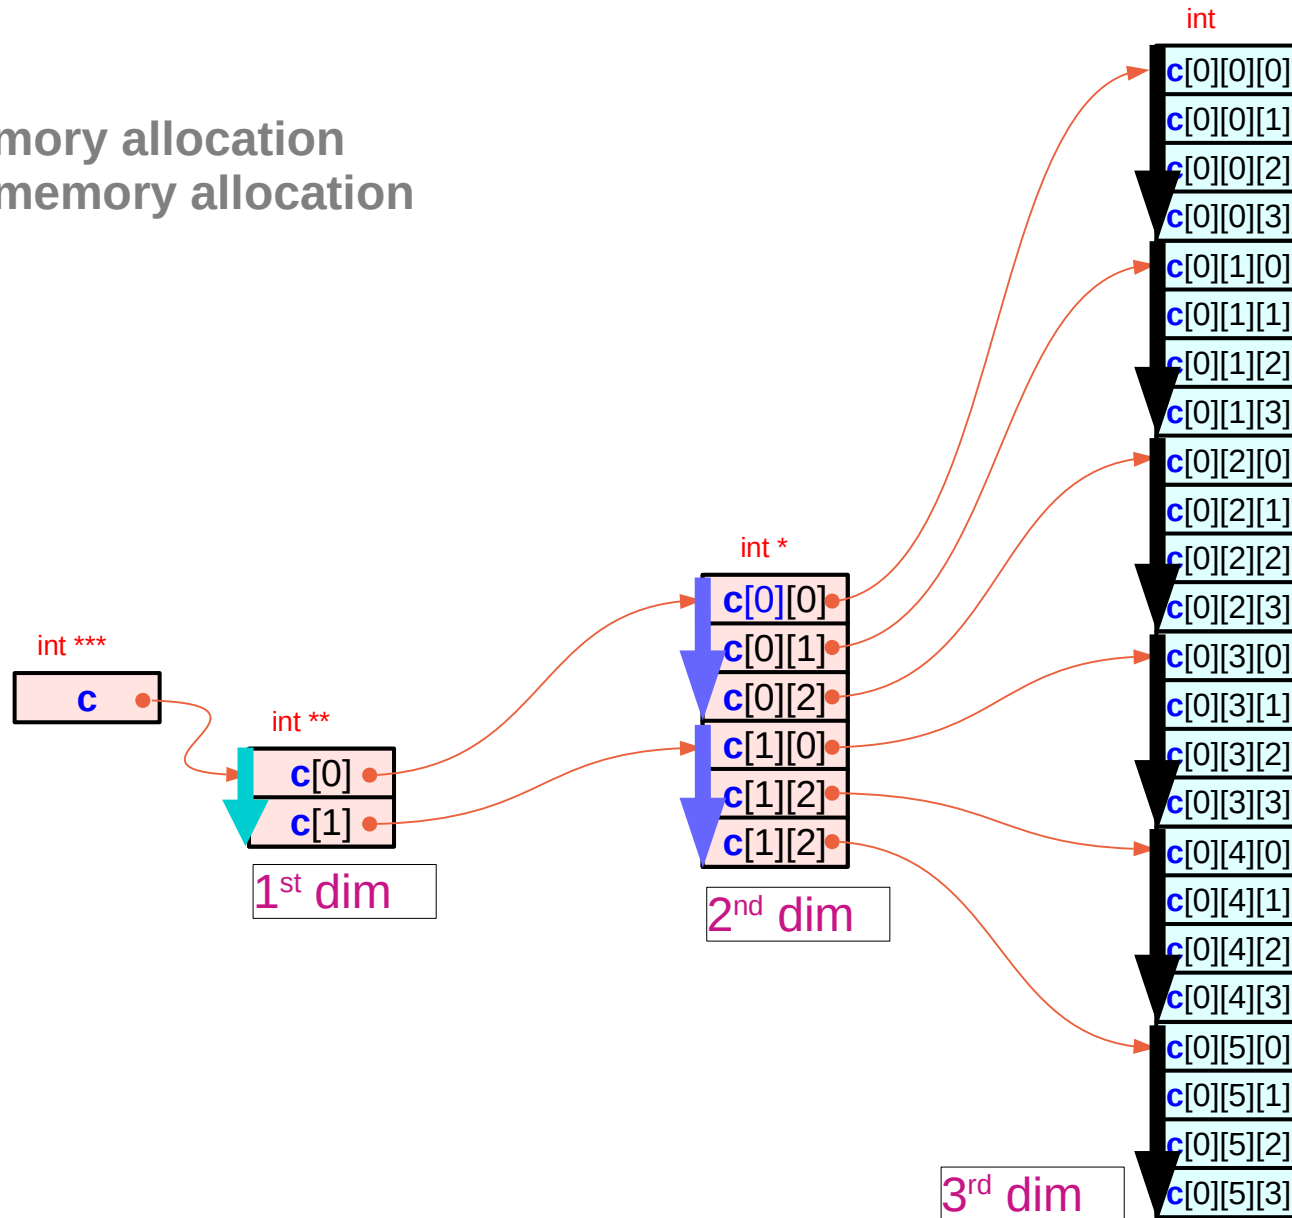 mory allocation
memory allocation
int ***
c
int **
c[0]
c[1]
1st dim
int *
c[0][0]
c[0][1]
c[0][2]
c[1][0]
c[1][2]
c[1][2]
2nd dim
int
c[0][0][0]
c[0][0][1]
c[0][0][2]
c[0][0][3]
c[0][1][0]
c[0][1][1]
c[0][1][2]
c[0][1][3]
c[0][2][0]
c[0][2][1]
c[0][2][2]
c[0][2][3]
c[0][3][0]
c[0][3][1]
c[0][3][2]
c[0][3][3]
c[0][4][0]
c[0][4][1]
c[0][4][2]
c[0][4][3]
c[0][5][0]
c[0][5][1]
c[0][5][2]
c[0][5][3]
3rd dim